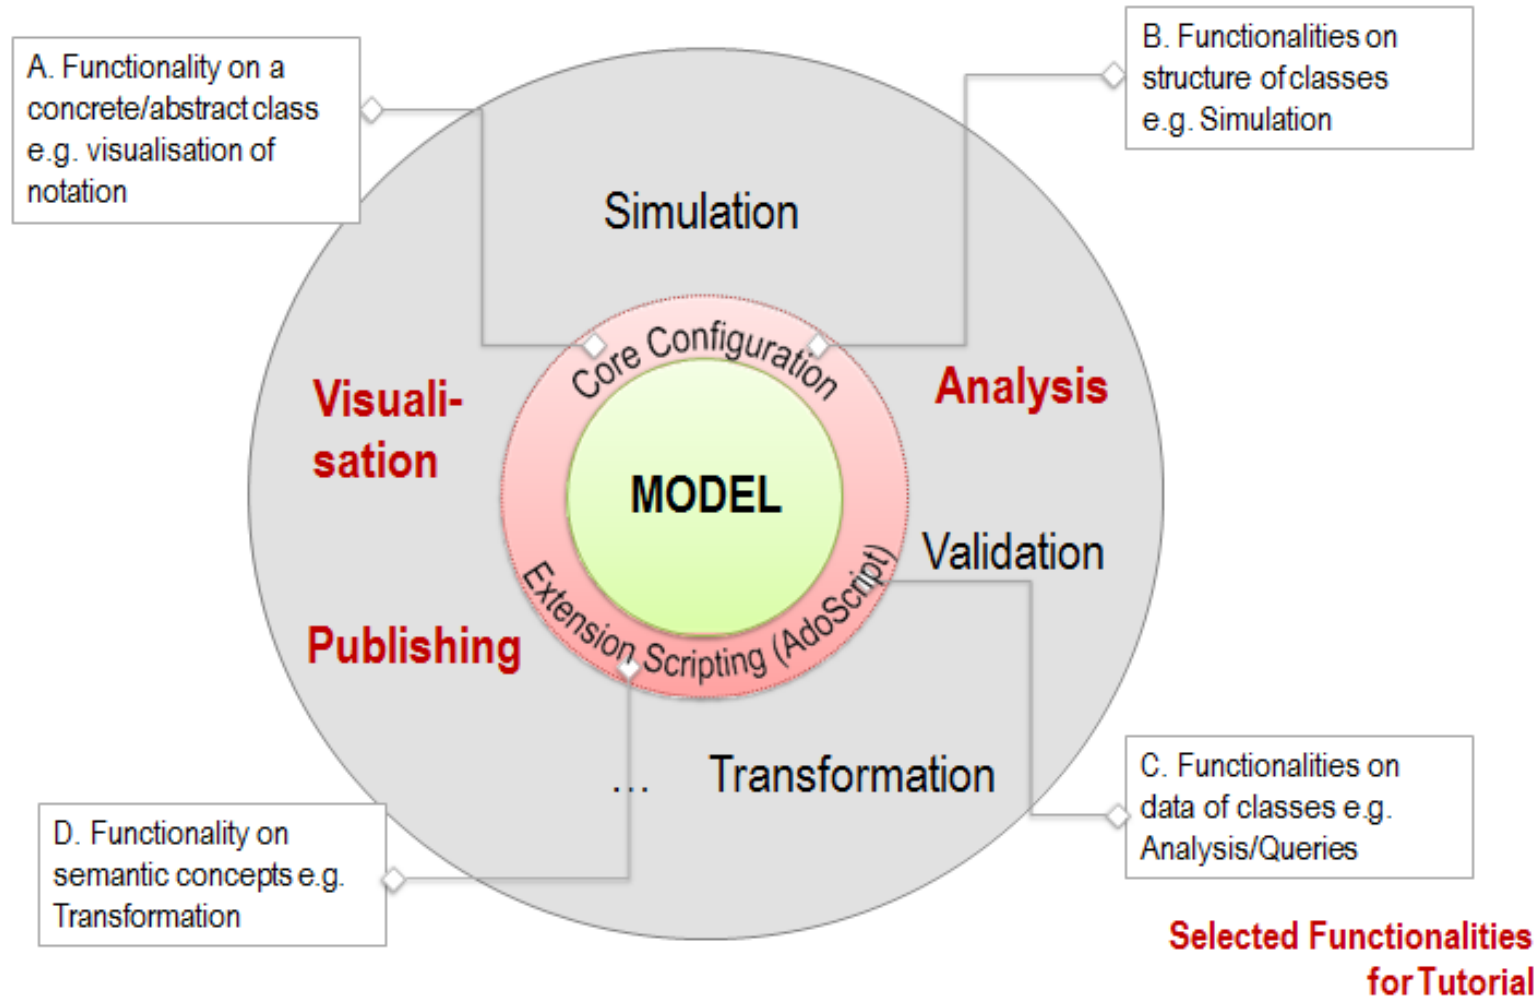 A. Functionality on a
concrete/abstract class
e.g. visualisation of
notation
B. Functionalities on
structure of classes
e.g. Simulation
Simulation
Core Configuration
Visuali-
sation
Analysis
MODEL
Validation
Extension Scripting (AdoScript)
Publishing
... Transformation
C. Functionalities on
data of classes e.g.
Analysis/Queries
D. Functionality on
semantic concepts e.g.
Transformation
Selected Functionalities
for Tutorial